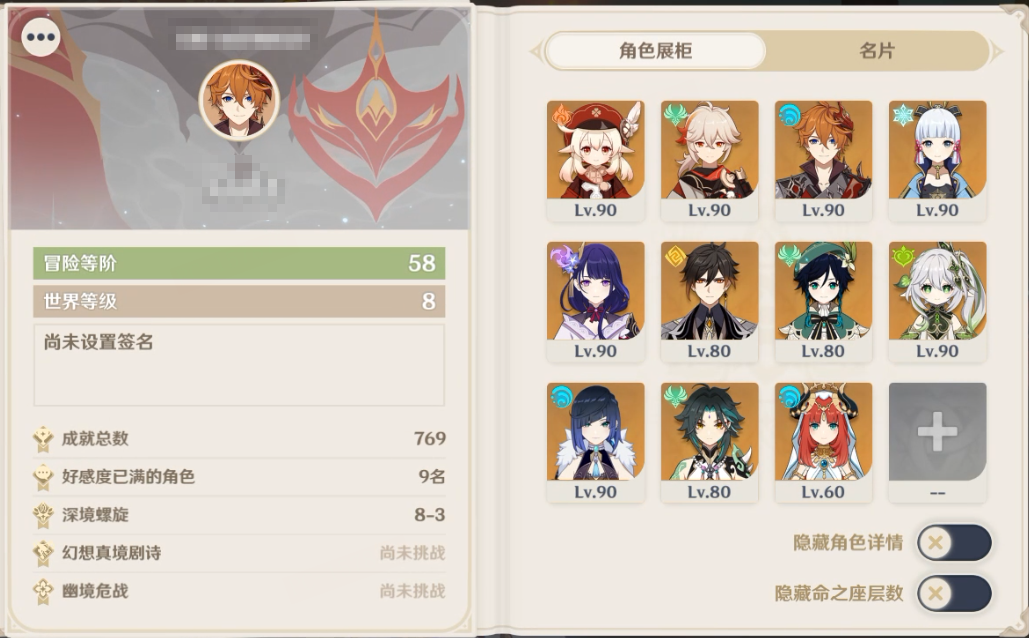 角色展柜
名片
冒险等阶 58
世界等级 8
尚未设置签名
成就总数 769
好感度已满的角色 9名
深境螺旋 8-3
幻想真境剧诗 尚未挑战
幽境危战 尚未挑战
Lv.90 Lv.90 Lv.90 Lv.90
Lv.90 Lv.80 Lv.80 Lv.90
Lv.90 Lv.80 Lv.60 --
隐藏角色详情
隐藏命之座层数